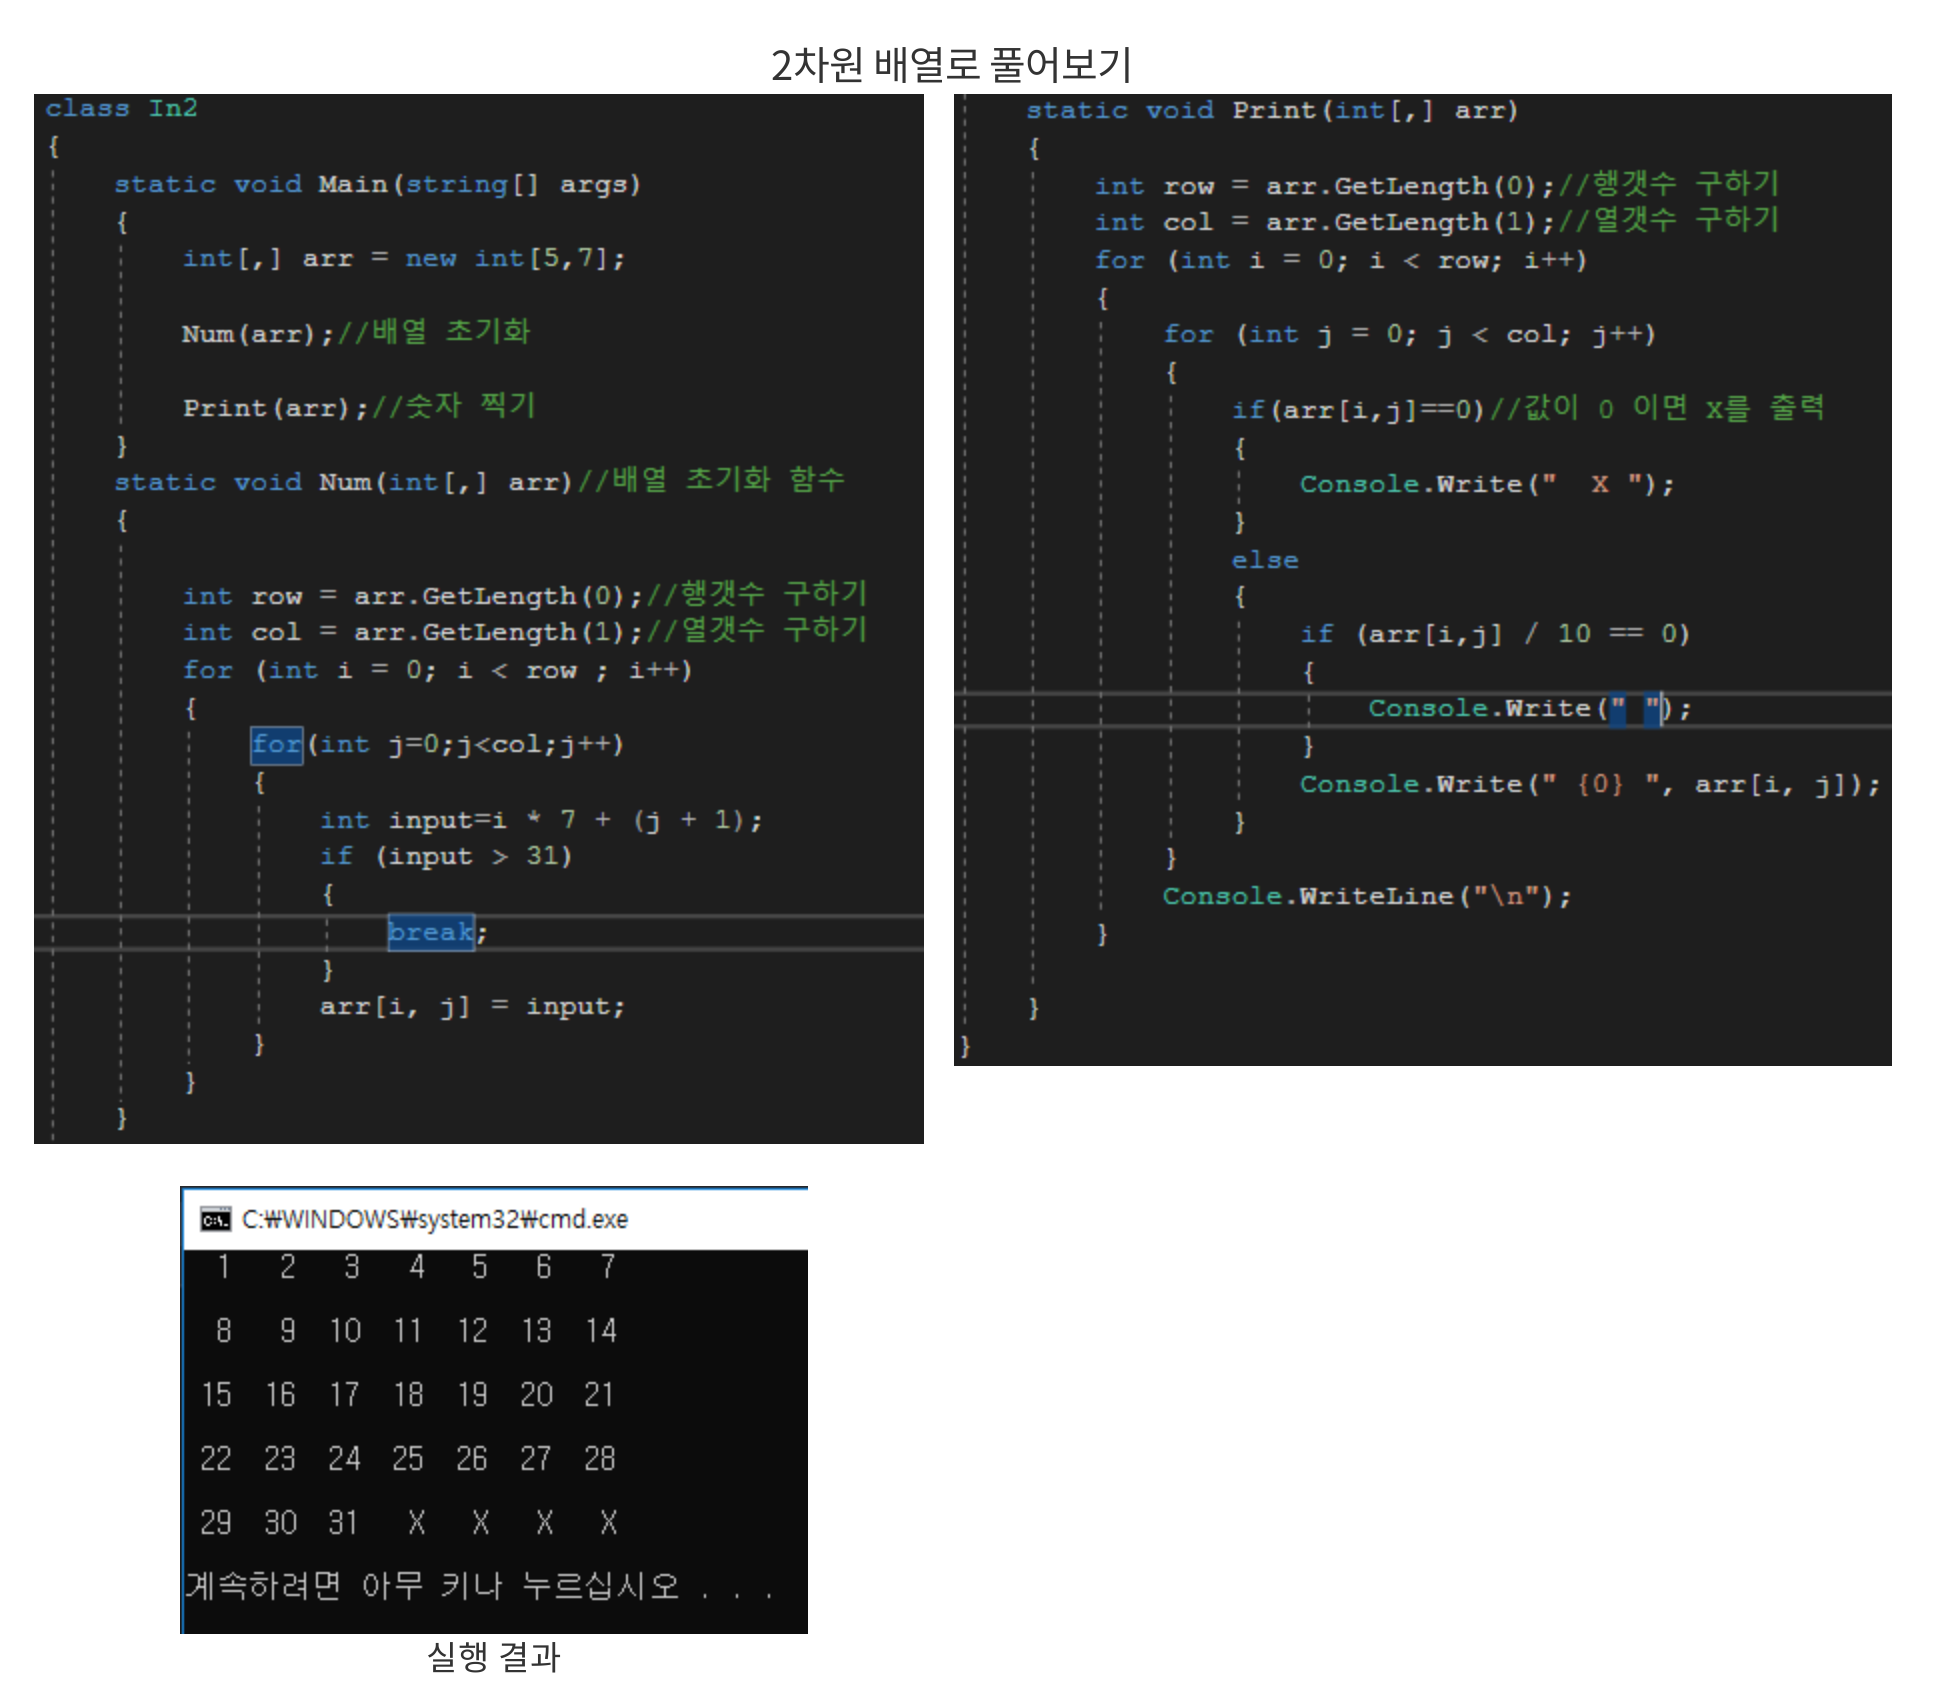 2차원 배열로 풀어보기
class In2
{
    static void Main(string[] args)
    {
        int[,] arr = new int[5,7];
        Num(arr);//배열 초기화
        Print(arr);//숫자 찍기
    }
    static void Num(int[,] arr)//배열 초기화 함수
    {
        int row = arr.GetLength(0);//행갯수 구하기
        int col = arr.GetLength(1);//열갯수 구하기
        for (int i = 0; i < row ; i++)
        {
            for(int j=0;j<col;j++)
            {
                int input=i * 7 + (j + 1);
                if (input > 31)
                {
                    break;
                }
                arr[i, j] = input;
            }
        }
    }
    static void Print(int[,] arr)
    {
        int row = arr.GetLength(0);//행갯수 구하기
        int col = arr.GetLength(1);//열갯수 구하기
        for (int i = 0; i < row; i++)
        {
            for (int j = 0; j < col; j++)
            {
                if(arr[i,j]==0)//값이 0 이면 x를 출력
                {
                    Console.Write("  X ");
                }
                else
                {
                    if (arr[i,j] / 10 == 0)
                    {
                        Console.Write(" ");
                    }
                    Console.Write(" {0} ", arr[i, j]);
                }
            }
            Console.WriteLine("\n");
        }
    }
}
C:₩WINDOWS₩system32₩cmd.exe
1 2 3 4 5 6 7
8 9 10 11 12 13 14
15 16 17 18 19 20 21
22 23 24 25 26 27 28
29 30 31 X X X X
계속하려면 아무 키나 누르십시오 . . .
실행 결과